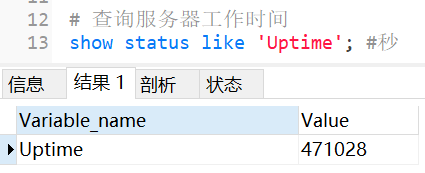 12 # 查询服务器工作时间
13 show status like 'Uptime'; #秒
信息 结果 1 剖析 状态
Variable_name Value
Uptime 471028